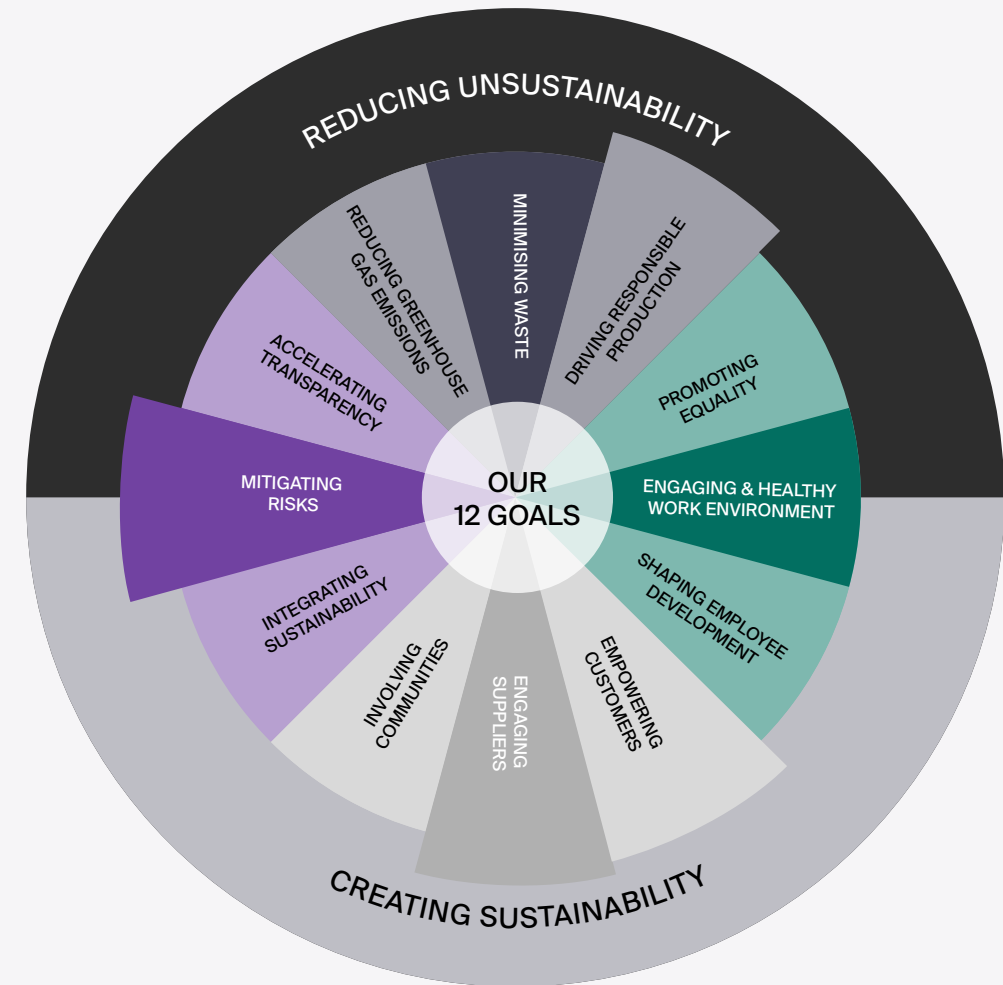 REDUCING UNSUSTAINABILITY
MINIMISING WASTE
DRIVING RESPONSIBLE
PRODUCTION
PROMOTING
EQUALITY
ENGAGING & HEALTHY
WORK ENVIRONMENT
SHAPING EMPLOYEE
DEVELOPMENT
EMPOWERING
CUSTOMERS
ENGAGING
SUPPLIERS
INVOLVING
COMMUNITIES
INTEGRATING
SUSTAINABILITY
MITIGATING
RISKS
ACCELERATING
TRANSPARENCY
REDUCING GREENHOUSE
GAS EMISSIONS
OUR
12 GOALS
CREATING SUSTAINABILITY